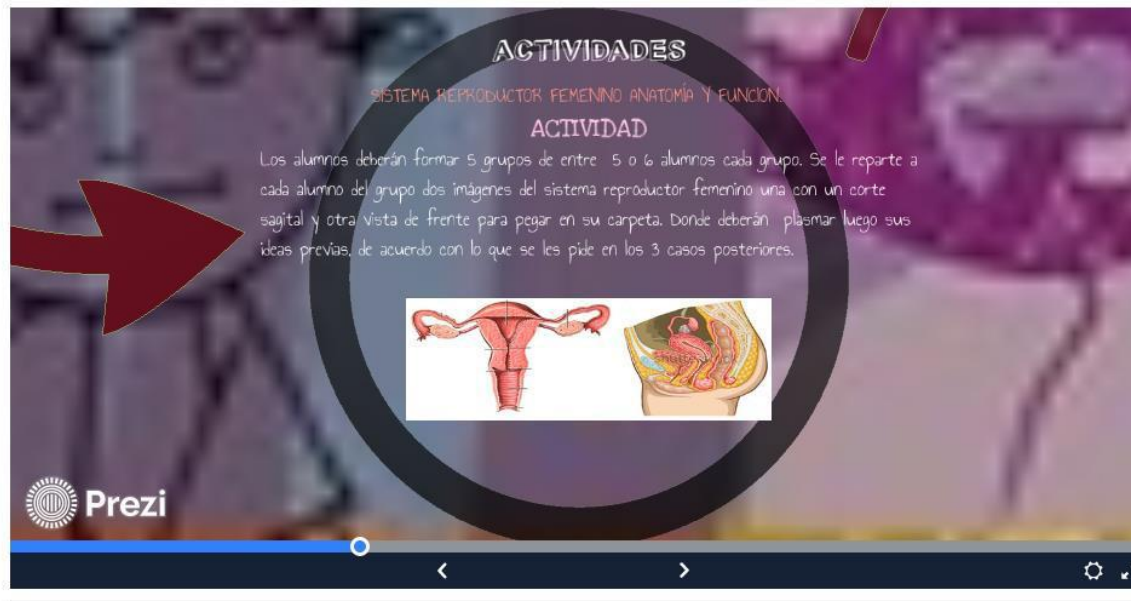 ACTIVIDADES
SISTEMA REPRODUCTOR FEMENINO ANATOMÍA Y FUNCION.
ACTIVIDAD
Los alumnos deberán formar 5 grupos de entre 5 o 6 alumnos cada grupo. Se le reparte a
cada alumno del grupo dos imágenes del sistema reproductor femenino una con un corte
sagital y otra vista de frente para pegar en su carpeta. Donde deberán plasmar luego sus
ideas previas, de acuerdo con lo que se les pide en los 3 casos posteriores.
Prezi